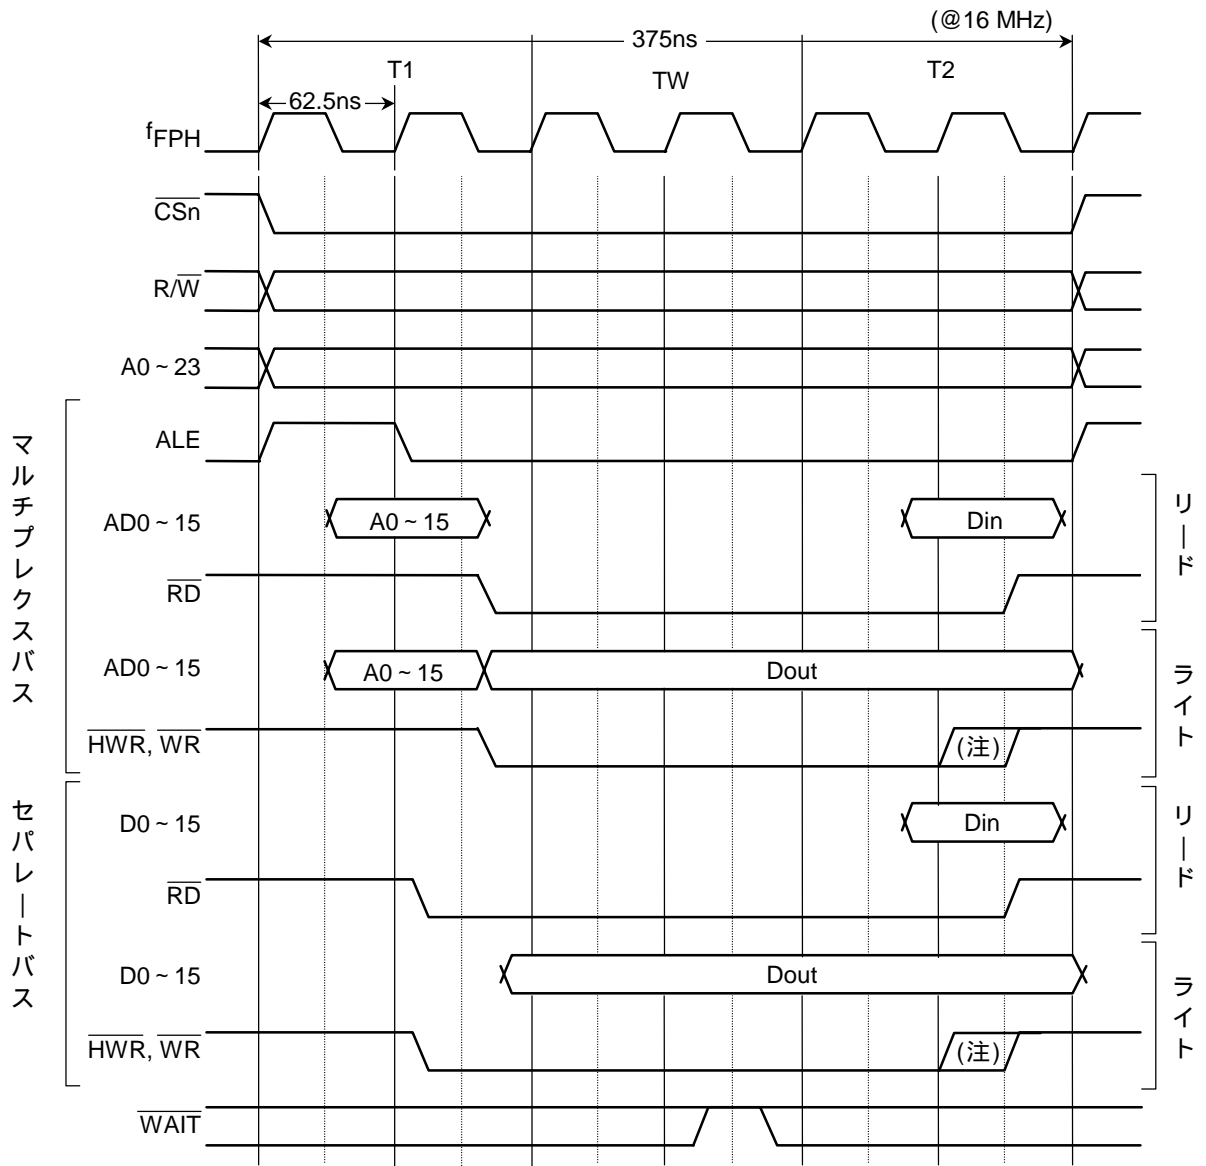 (@16 MHz)
375ns
T1
TW
T2
62.5ns
fFPH
CSn
R/W
A0 ~ 23
マルチプレクスバス
ALE
AD0 ~ 15
A0 ~ 15
Din
リード
RD
AD0 ~ 15
A0 ~ 15
Dout
ライト
HWR, WR
(注)
セパレートバス
D0 ~ 15
Din
リード
RD
D0 ~ 15
Dout
ライト
HWR, WR
(注)
WAIT